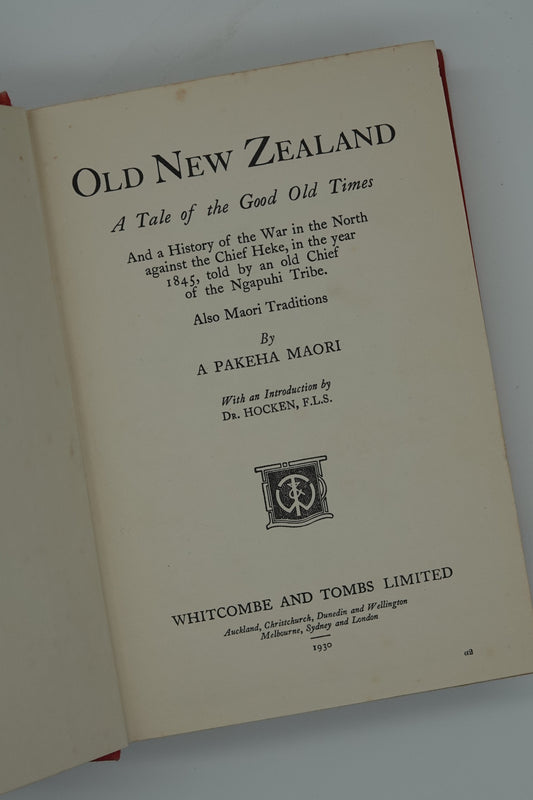 OLD NEW ZEALAND
A Tale of the Good Old Times
And a History of the War in the North
against the Chief Heke, in the year
1845, told by an old Chief
of the Ngapuhi Tribe.
Also Maori Traditions
By
A PAKEHA MAORI
With an Introduction by
DR. HOCKEN, F.L.S.
WHITCOMBE AND TOMBS LIMITED
Auckland, Christchurch, Dunedin and Wellington
Melbourne, Sydney and London
1930
a2